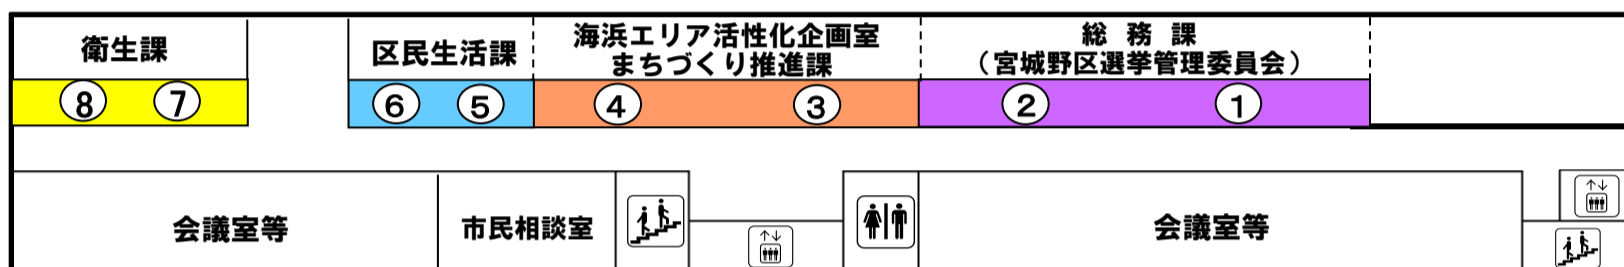 衛生課
区民生活課
海浜エリア活性化企画室
まちづくり推進課
総務課
（宮城野区選挙管理委員会）
⑧ ⑦ ⑥ ⑤ ④ ③ ② ①
会議室等
市民相談室
会議室等